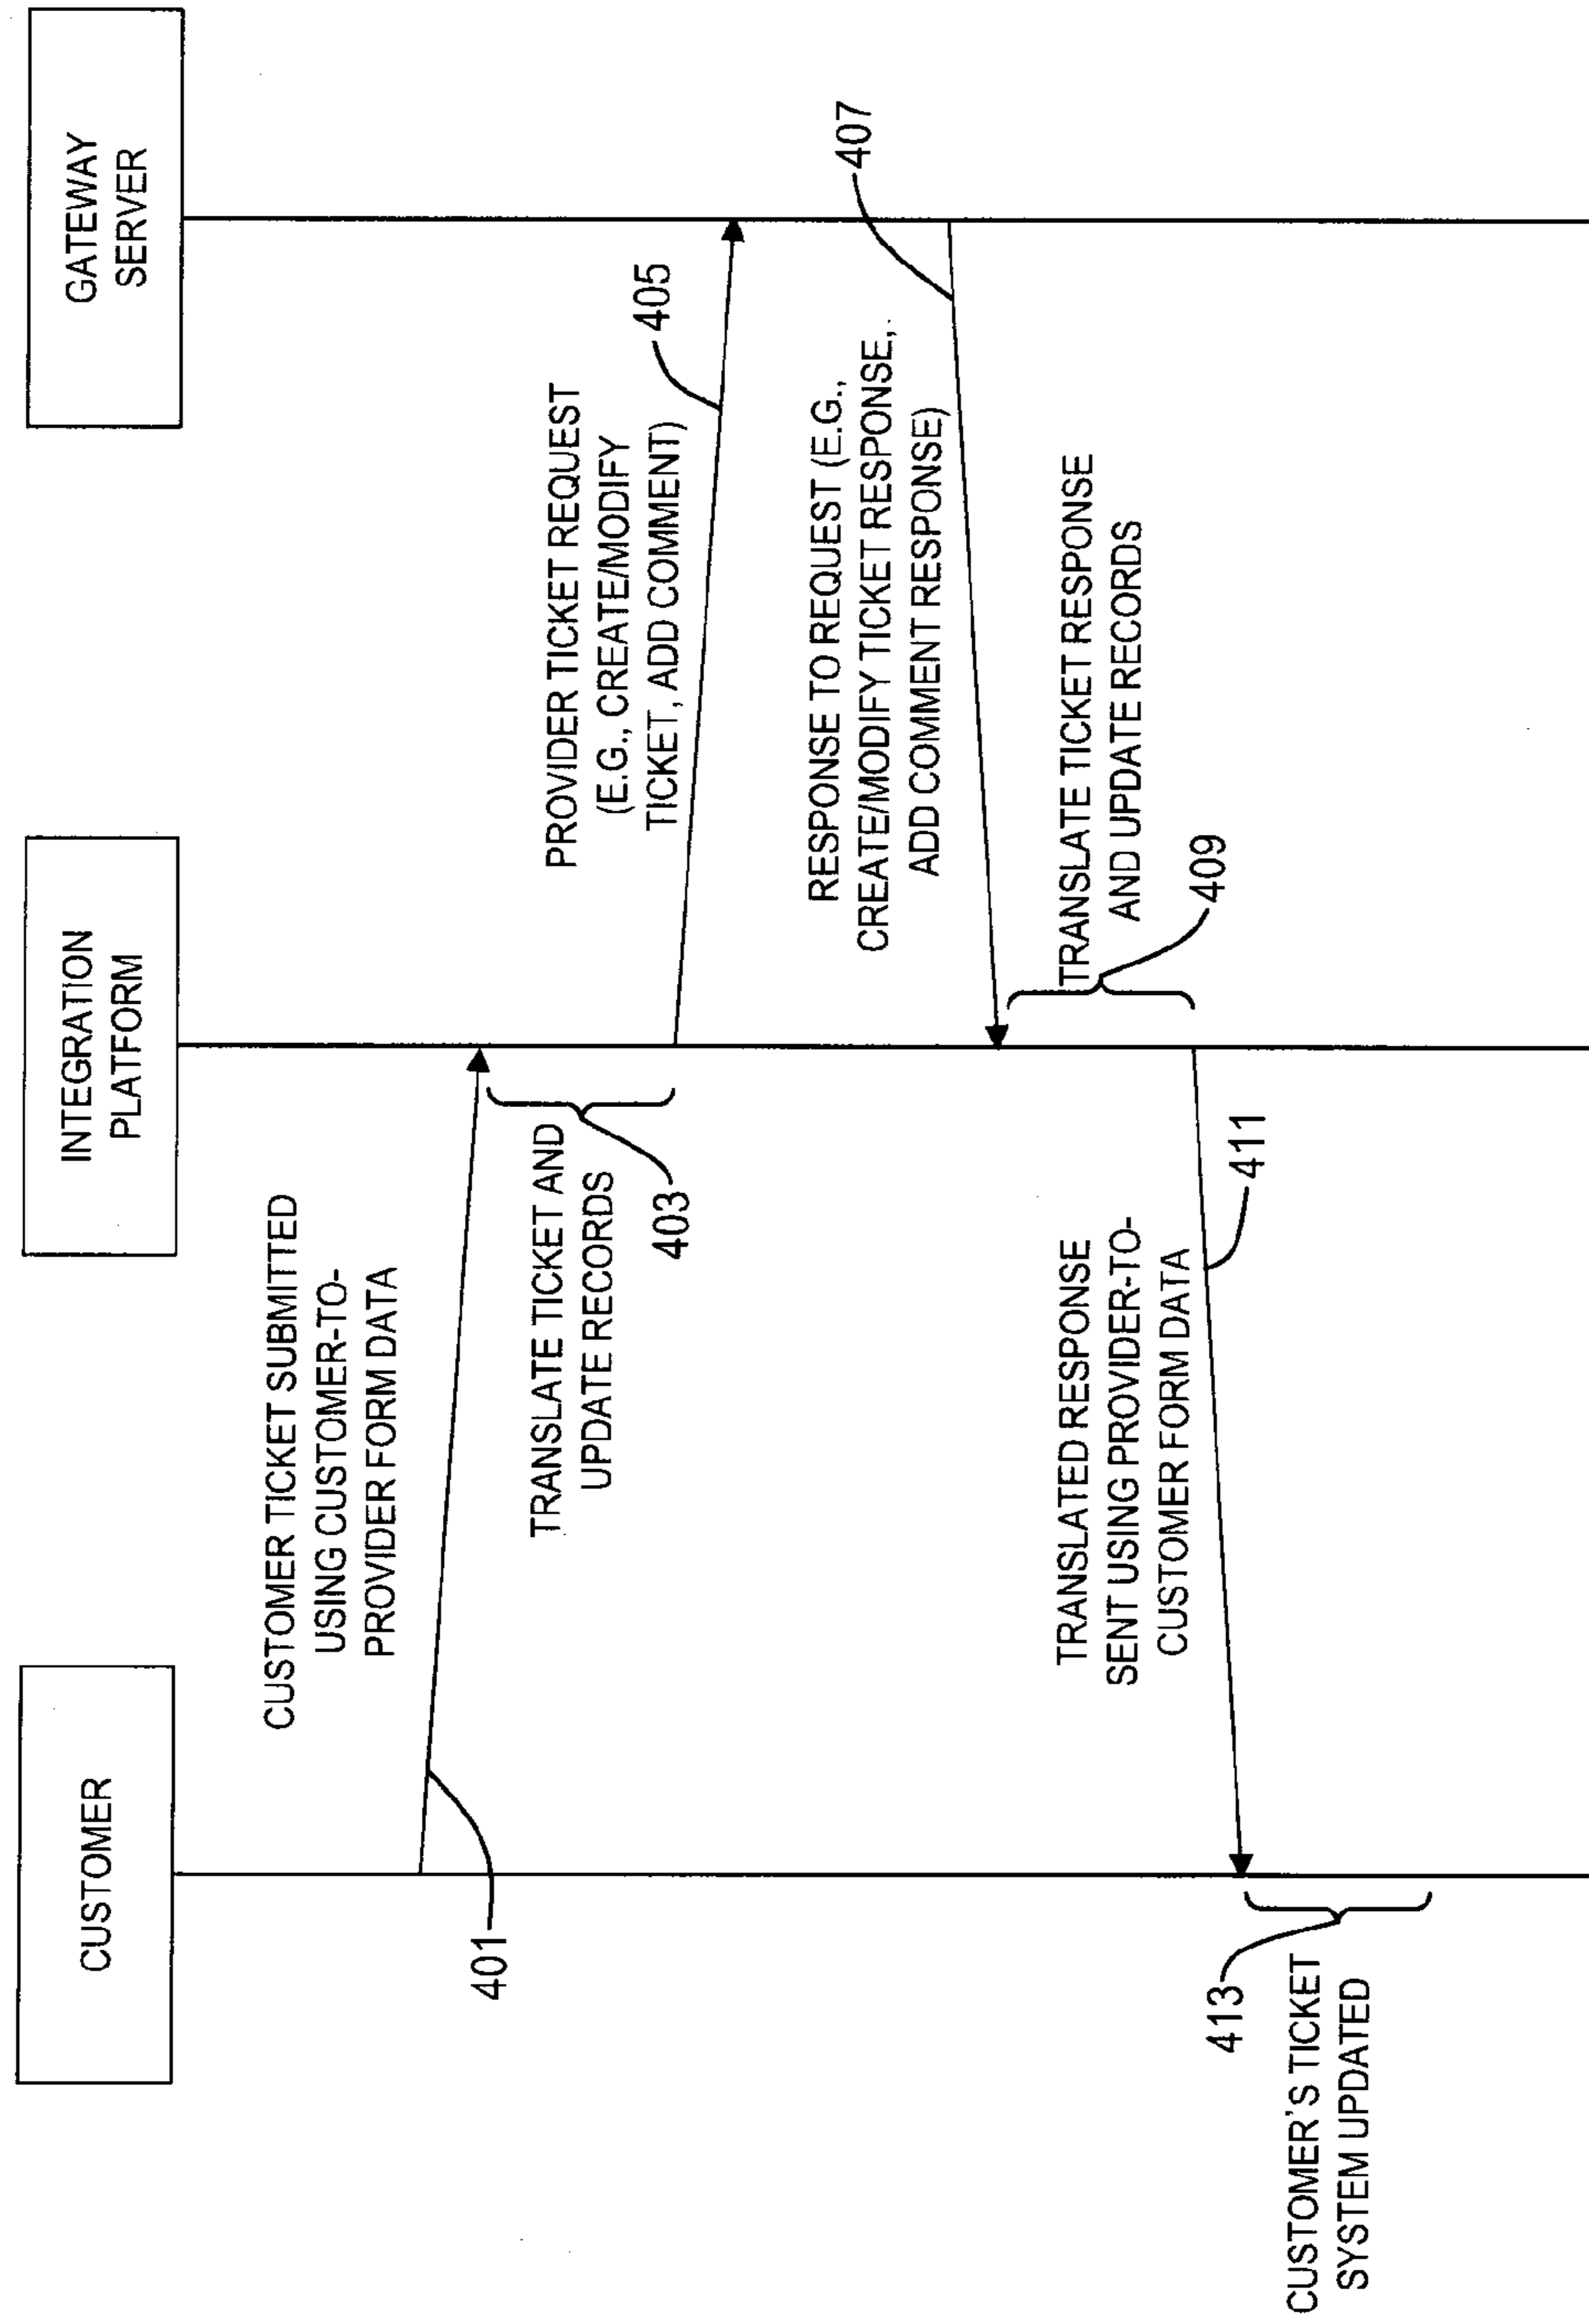 CUSTOMER
INTEGRATION
PLATFORM
GATEWAY
SERVER
CUSTOMER TICKET SUBMITTED
USING CUSTOMER-TO-
PROVIDER FORM DATA
401
TRANSLATE TICKET AND
UPDATE RECORDS
403
PROVIDER TICKET REQUEST
(E.G., CREATE/MODIFY
TICKET, ADD COMMENT)
405
RESPONSE TO REQUEST (E.G.,
CREATE/MODIFY TICKET RESPONSE,
ADD COMMENT RESPONSE)
407
TRANSLATE TICKET RESPONSE
AND UPDATE RECORDS
409
TRANSLATED RESPONSE
SENT USING PROVIDER-TO-
CUSTOMER FORM DATA
411
413
CUSTOMER'S TICKET
SYSTEM UPDATED